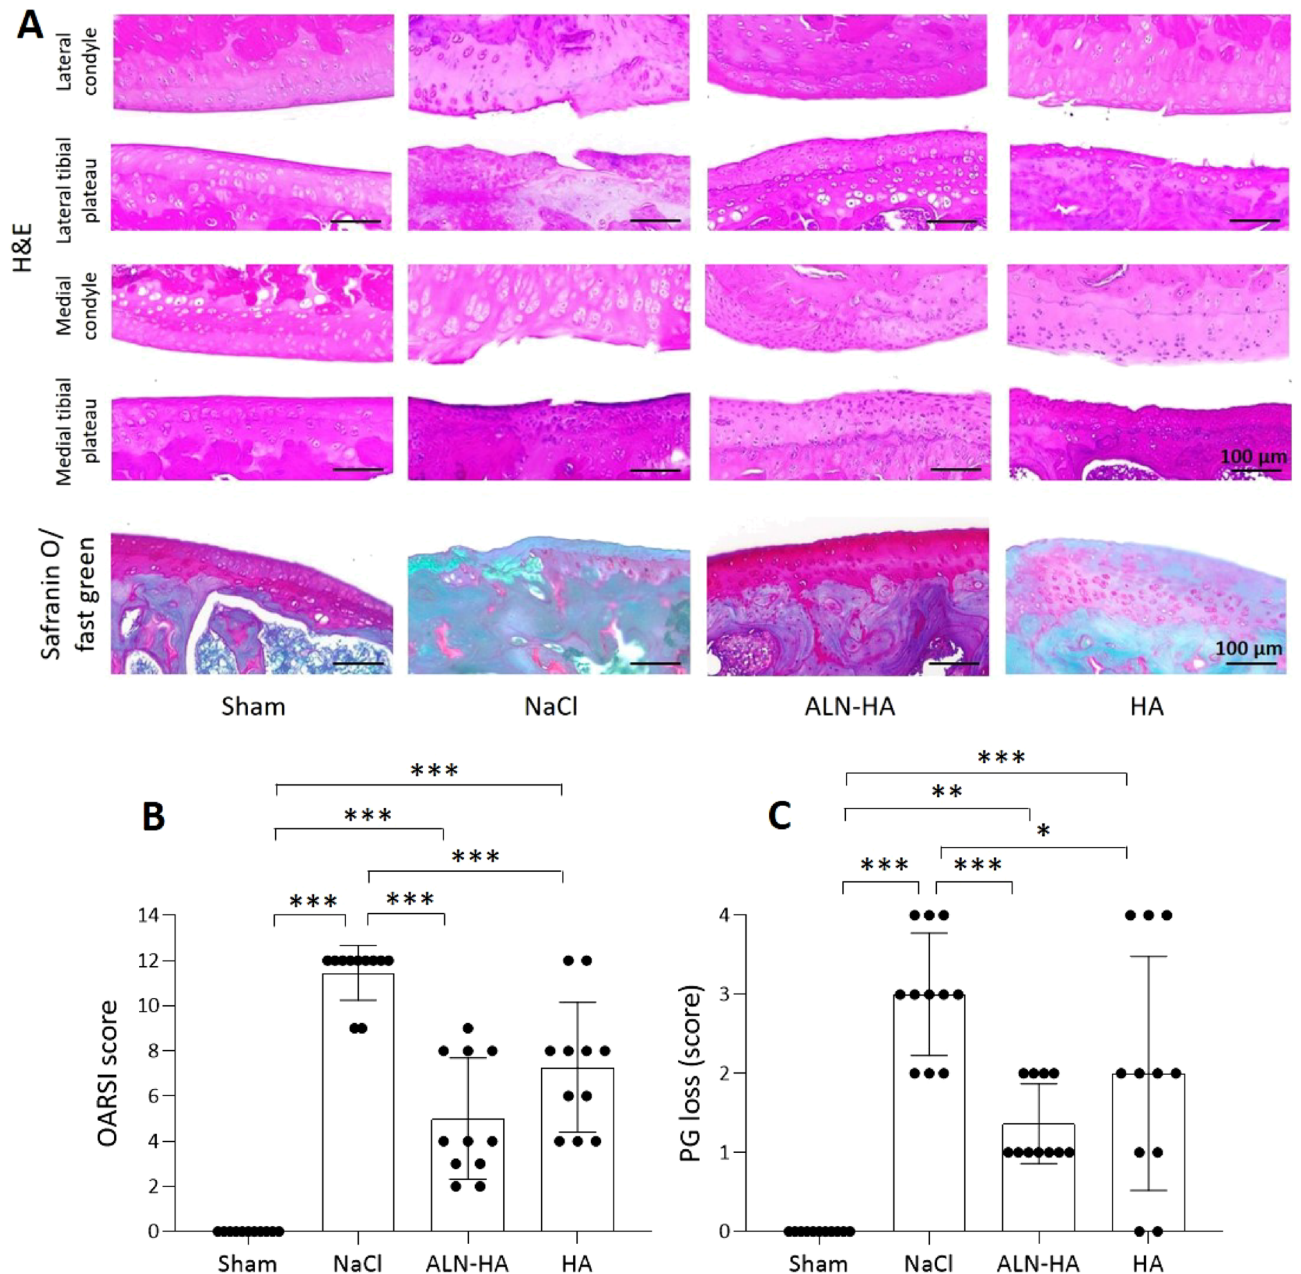 A
H&E
Lateral
condyle
Lateral tibial
plateau
Medial
condyle
Medial tibial
plateau
100 µm
Safranin O/
fast green
100 µm
Sham
NaCl
ALN-HA
HA
B
***
***
***
***
***
OARSI score
14
12
10
8
6
4
2
0
Sham
NaCl
ALN-HA
HA
C
***
**
*
***
***
PG loss (score)
4
3
2
1
0
Sham
NaCl
ALN-HA
HA